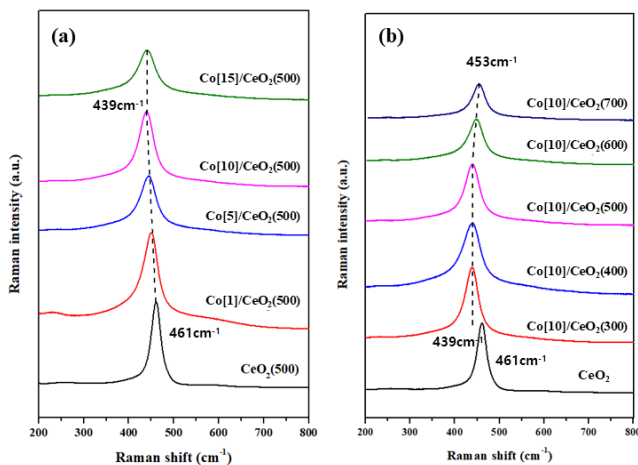 (a)
Co[15]/CeO₂(500)
439cm⁻¹
Co[10]/CeO₂(500)
Co[5]/CeO₂(500)
Co[1]/CeO₂(500)
461cm⁻¹
CeO₂(500)
Raman intensity (a.u.)
200 300 400 500 600 700 800
Raman shift (cm⁻¹)
(b)
453cm⁻¹
Co[10]/CeO₂(700)
Co[10]/CeO₂(600)
Co[10]/CeO₂(500)
Co[10]/CeO₂(400)
Co[10]/CeO₂(300)
439cm⁻¹
461cm⁻¹
CeO₂
Raman intensity (a.u.)
200 300 400 500 600 700 800
Raman shift (cm⁻¹)